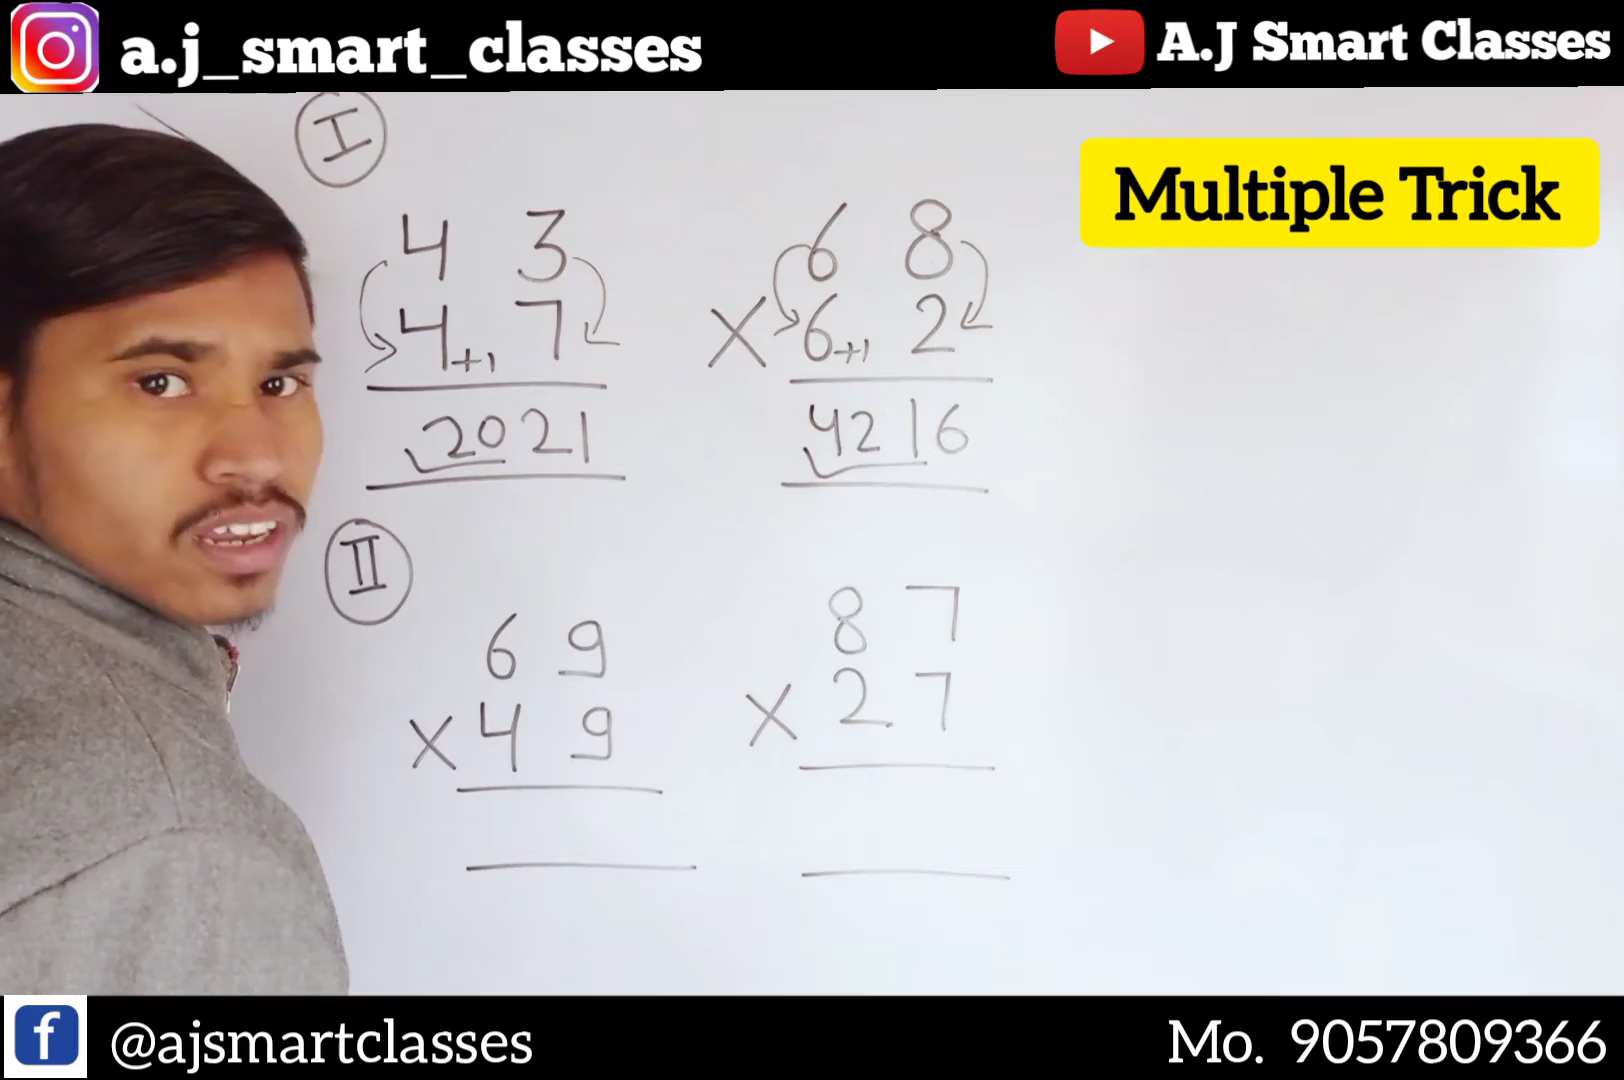 a.j_smart_classes
A.J Smart Classes
Multiple Trick
I
4 3
4+1 7
2021
6 8
X 6+1 2
4216
II
6 9
X 4 9
8 7
X 2 7
@ajsmartclasses
Mo. 9057809366